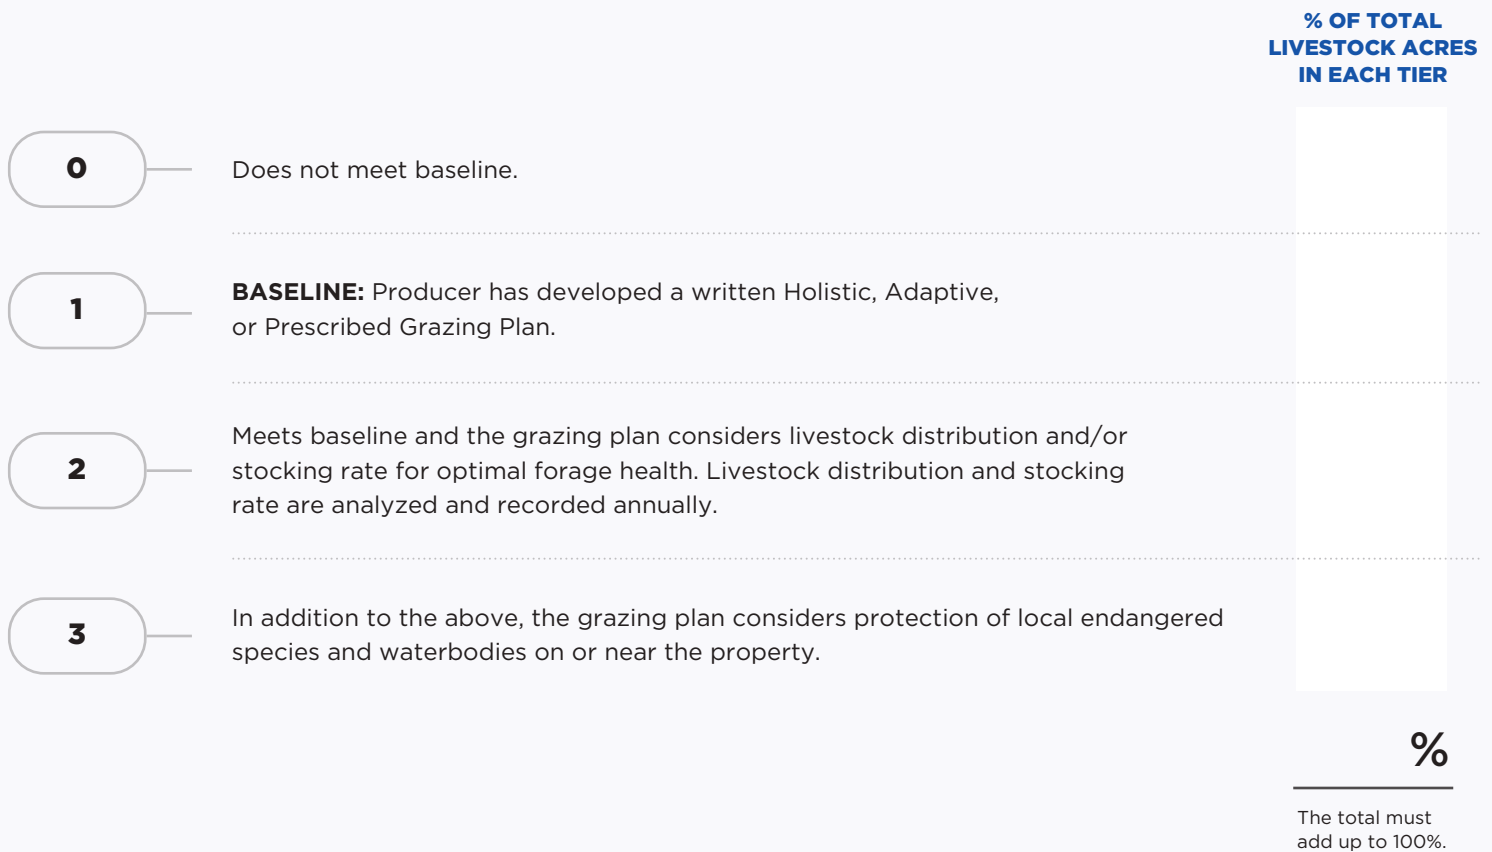 % OF TOTAL
LIVESTOCK ACRES
IN EACH TIER
0
Does not meet baseline.
1
BASELINE: Producer has developed a written Holistic, Adaptive,
or Prescribed Grazing Plan.
2
Meets baseline and the grazing plan considers livestock distribution and/or
stocking rate for optimal forage health. Livestock distribution and stocking
rate are analyzed and recorded annually.
3
In addition to the above, the grazing plan considers protection of local endangered
species and waterbodies on or near the property.
%
The total must
add up to 100%.